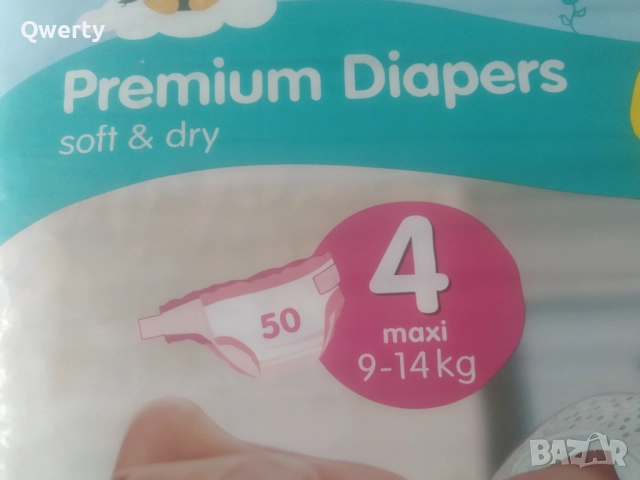 Qwerty
Premium Diapers
soft & dry
4
50
maxi
9-14kg
BAZAR